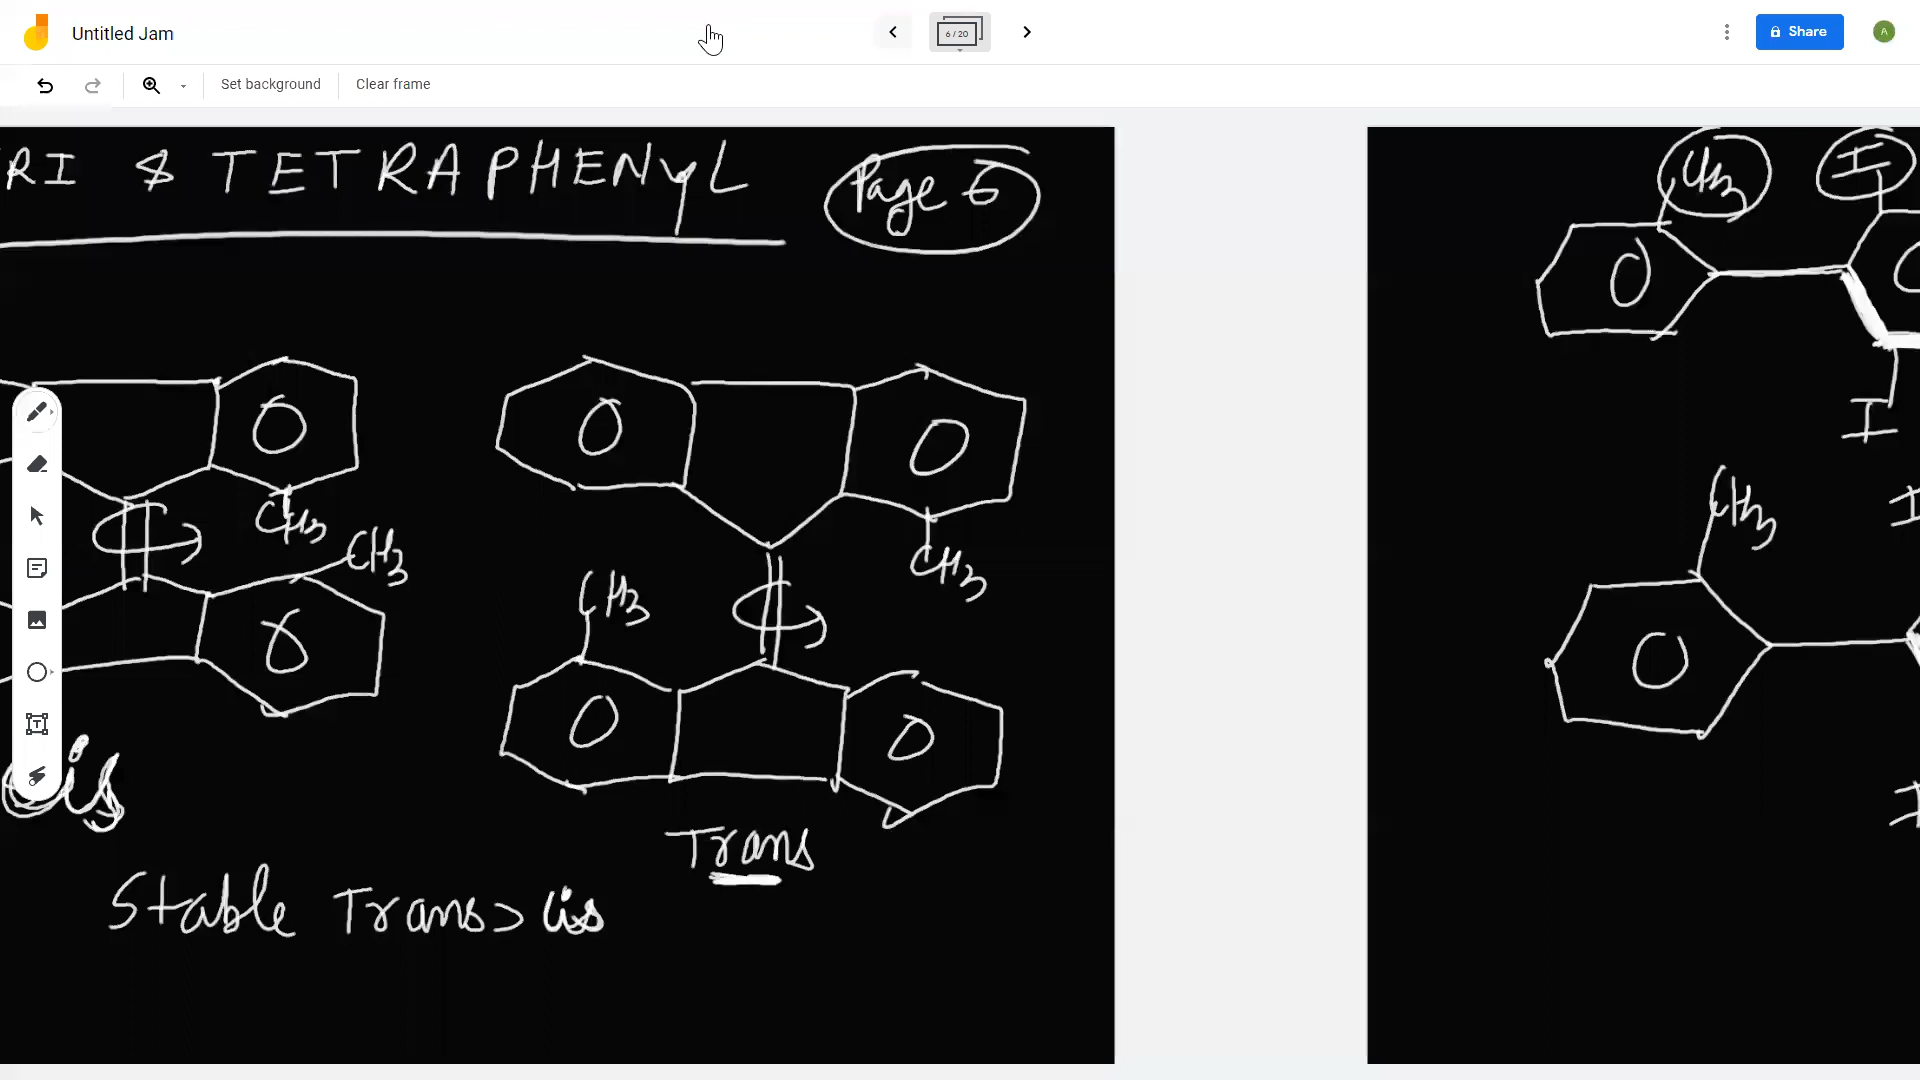 Untitled Jam
6 / 20
Share
A
Set background
Clear frame
RI & TETRAPHENYL
Page 6
CH3
I
I
CH3
CH3
CH3
CH3
CH3
I
cis
Trans
I
Stable Trans > Cis